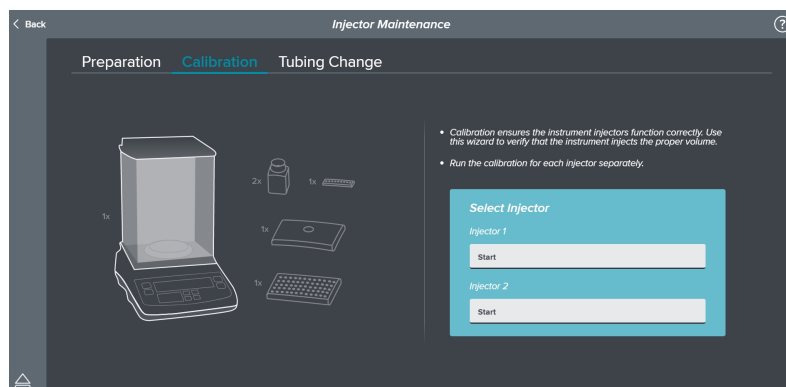 Back
Injector Maintenance
?
Preparation Calibration Tubing Change
• Calibration ensures the instrument injectors function correctly. Use
this wizard to verify that the instrument injects the proper volume.
• Run the calibration for each injector separately.
2x
1x
1x
1x
1x
Select Injector
Injector 1
Start
Injector 2
Start